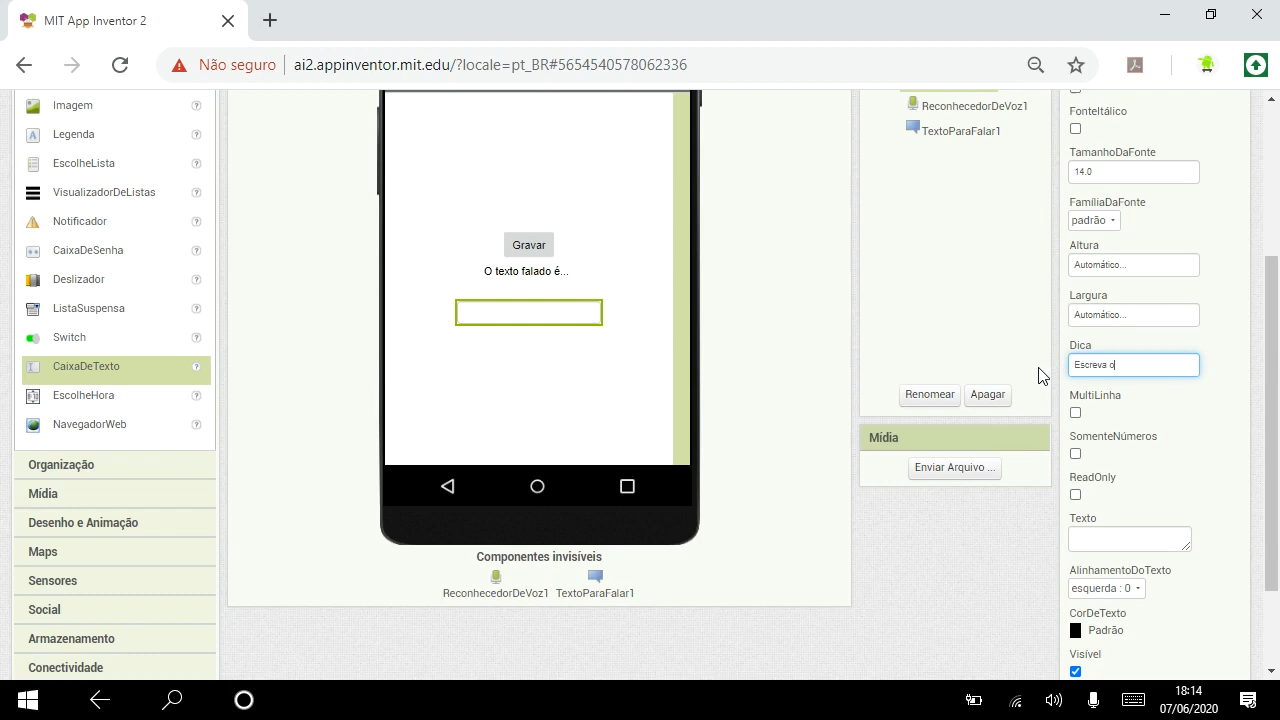 MIT App Inventor 2
Não seguro
ai2.appinventor.mit.edu/?locale=pt_BR#5654540578062336
Imagem
Legenda
EscolheLista
VisualizadorDeListas
Notificador
CaixaDeSenha
Deslizador
ListaSuspensa
Switch
CaixaDeTexto
EscolheHora
NavegadorWeb
Organização
Mídia
Desenho e Animação
Maps
Sensores
Social
Armazenamento
Conectividade
Gravar
O texto falado é...
Componentes invisíveis
ReconhecedorDeVoz1
TextoParaFalar1
ReconhecedorDeVoz1
TextoParaFalar1
Renomear
Apagar
Mídia
Enviar Arquivo ...
FonteItálico
TamanhoDaFonte
14.0
FamíliaDaFonte
padrão
Altura
Automático...
Largura
Automático...
Dica
Escreva o
MultiLinha
SomenteNúmeros
ReadOnly
Texto
AlinhamentoDoTexto
esquerda : 0
CorDeTexto
Padrão
Visível
18:14
07/06/2020